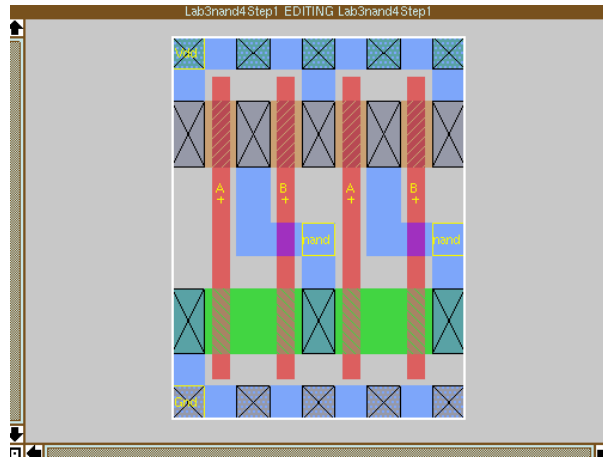 Lab3nand4Step1 EDITING Lab3nand4Step1
Vdd
A B A B
nand nand
Gnd